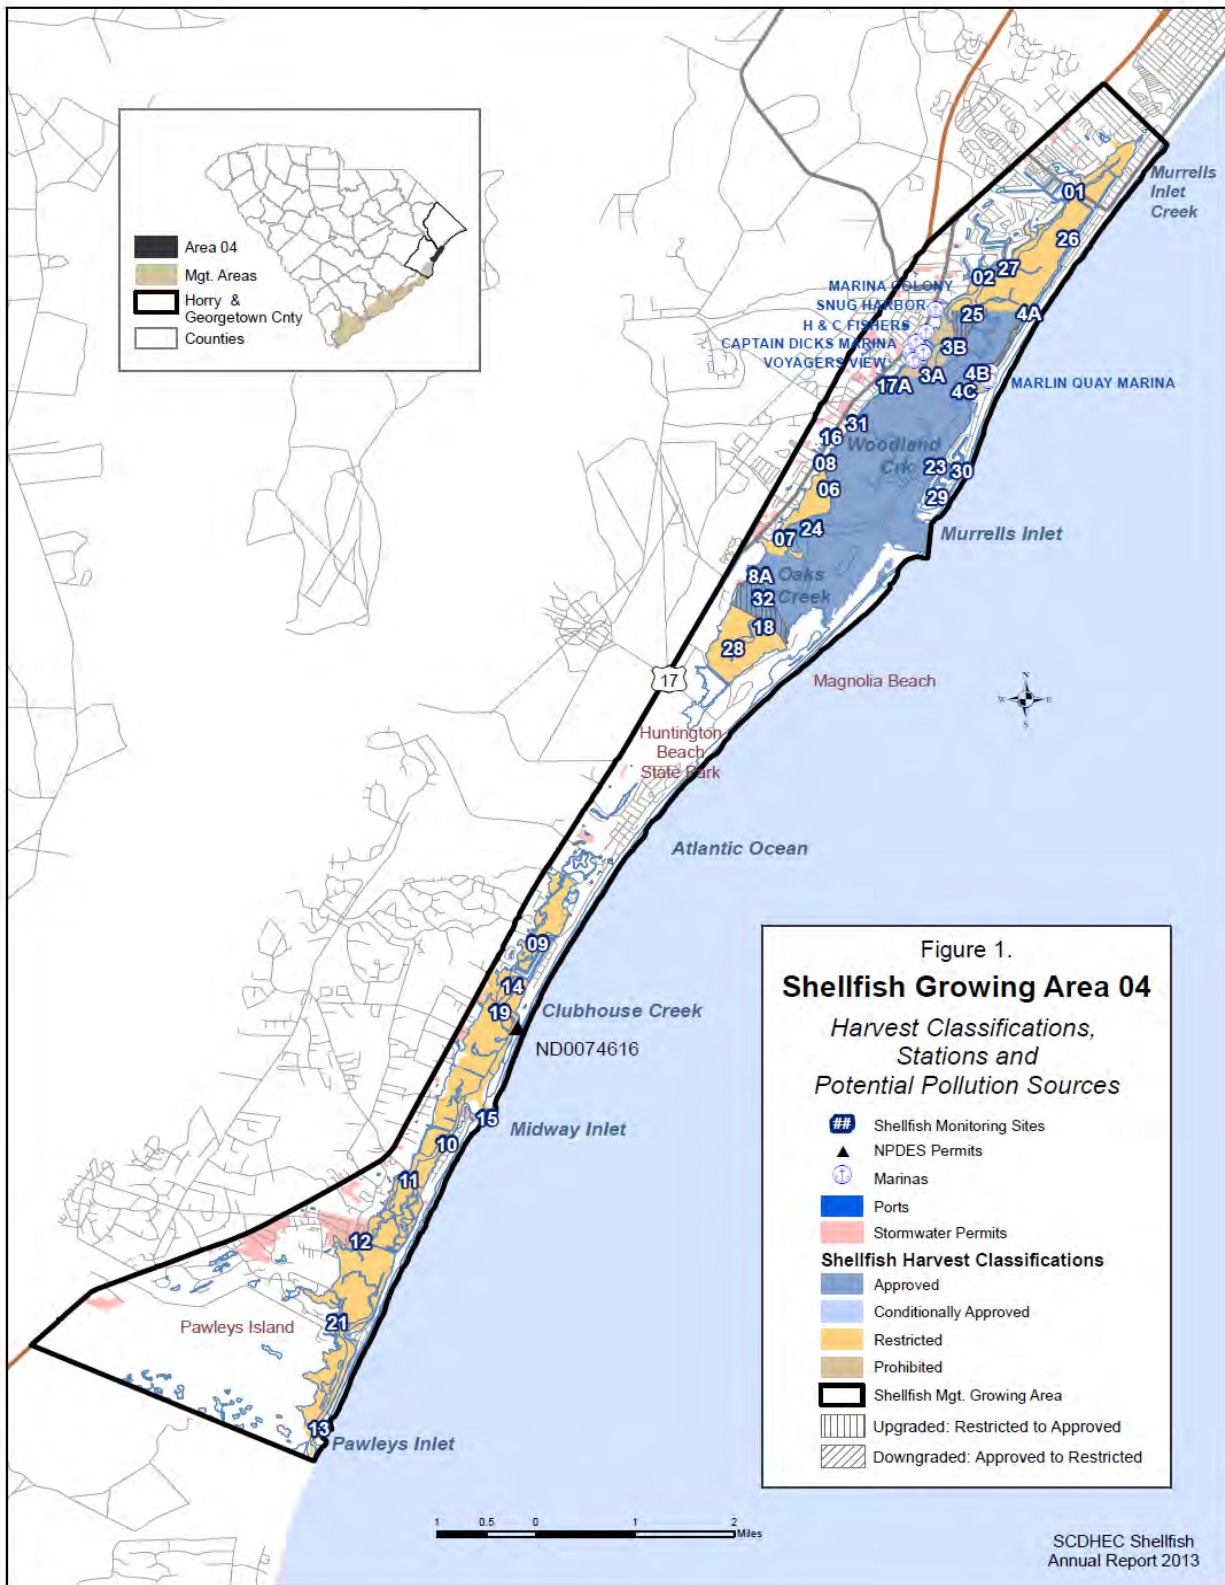 Area 04
Mgt. Areas
Horry &
Georgetown Cnty
Counties
Murrells
Inlet
Creek
01
26
27
02
MARINA COLONY
SNUG HARBOR
25
4A
H & C FISHERS
CAPTAIN DICKS MARINA
3B
VOYAGERS VIEW
3A
4B
17A
4C
MARLIN QUAY MARINA
31
16
Woodland
Crk
08
23
30
06
29
24
07
Murrells Inlet
8A
Oaks
Creek
32
18
28
17
Magnolia Beach
N
W
E
S
Huntington
Beach
State Park
Atlantic Ocean
09
14
19
Clubhouse Creek
ND0074616
15
Midway Inlet
10
11
12
21
Pawleys Island
13
Pawleys Inlet
Figure 1.
Shellfish Growing Area 04
Harvest Classifications,
Stations and
Potential Pollution Sources
## Shellfish Monitoring Sites
NPDES Permits
Marinas
Ports
Stormwater Permits
Shellfish Harvest Classifications
Approved
Conditionally Approved
Restricted
Prohibited
Shellfish Mgt. Growing Area
Upgraded: Restricted to Approved
Downgraded: Approved to Restricted
1 0.5 0 1 2
Miles
SCDHEC Shellfish
Annual Report 2013